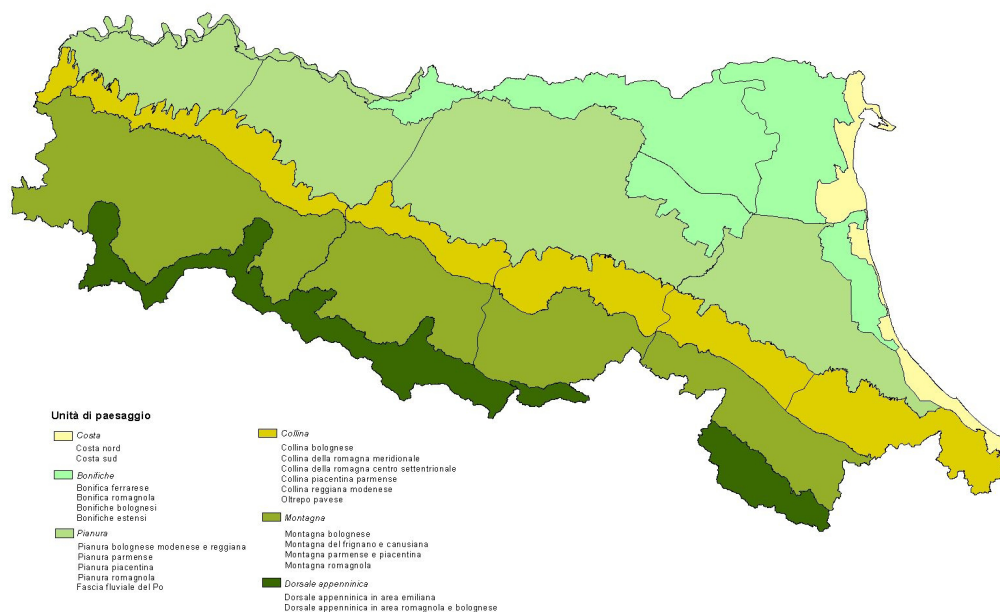 Unità di paesaggio
Costa
Costa nord
Costa sud
Bonifiche
Bonifica ferrarese
Bonifica romagnola
Bonifiche bolognesi
Bonifiche estensi
Pianura
Pianura bolognese modenese e reggiana
Pianura parmense
Pianura piacentina
Pianura romagnola
Fascia fluviale del Po
Collina
Collina bolognese
Collina della romagna meridionale
Collina della romagna centro settentrionale
Collina piacentina parmense
Collina reggiana modenese
Oltrepo pavese
Montagna
Montagna bolognese
Montagna del frignano e canusiana
Montagna parmense e piacentina
Montagna romagnola
Dorsale appenninica
Dorsale appenninica in area emiliana
Dorsale appenninica in area romagnola e bolognese